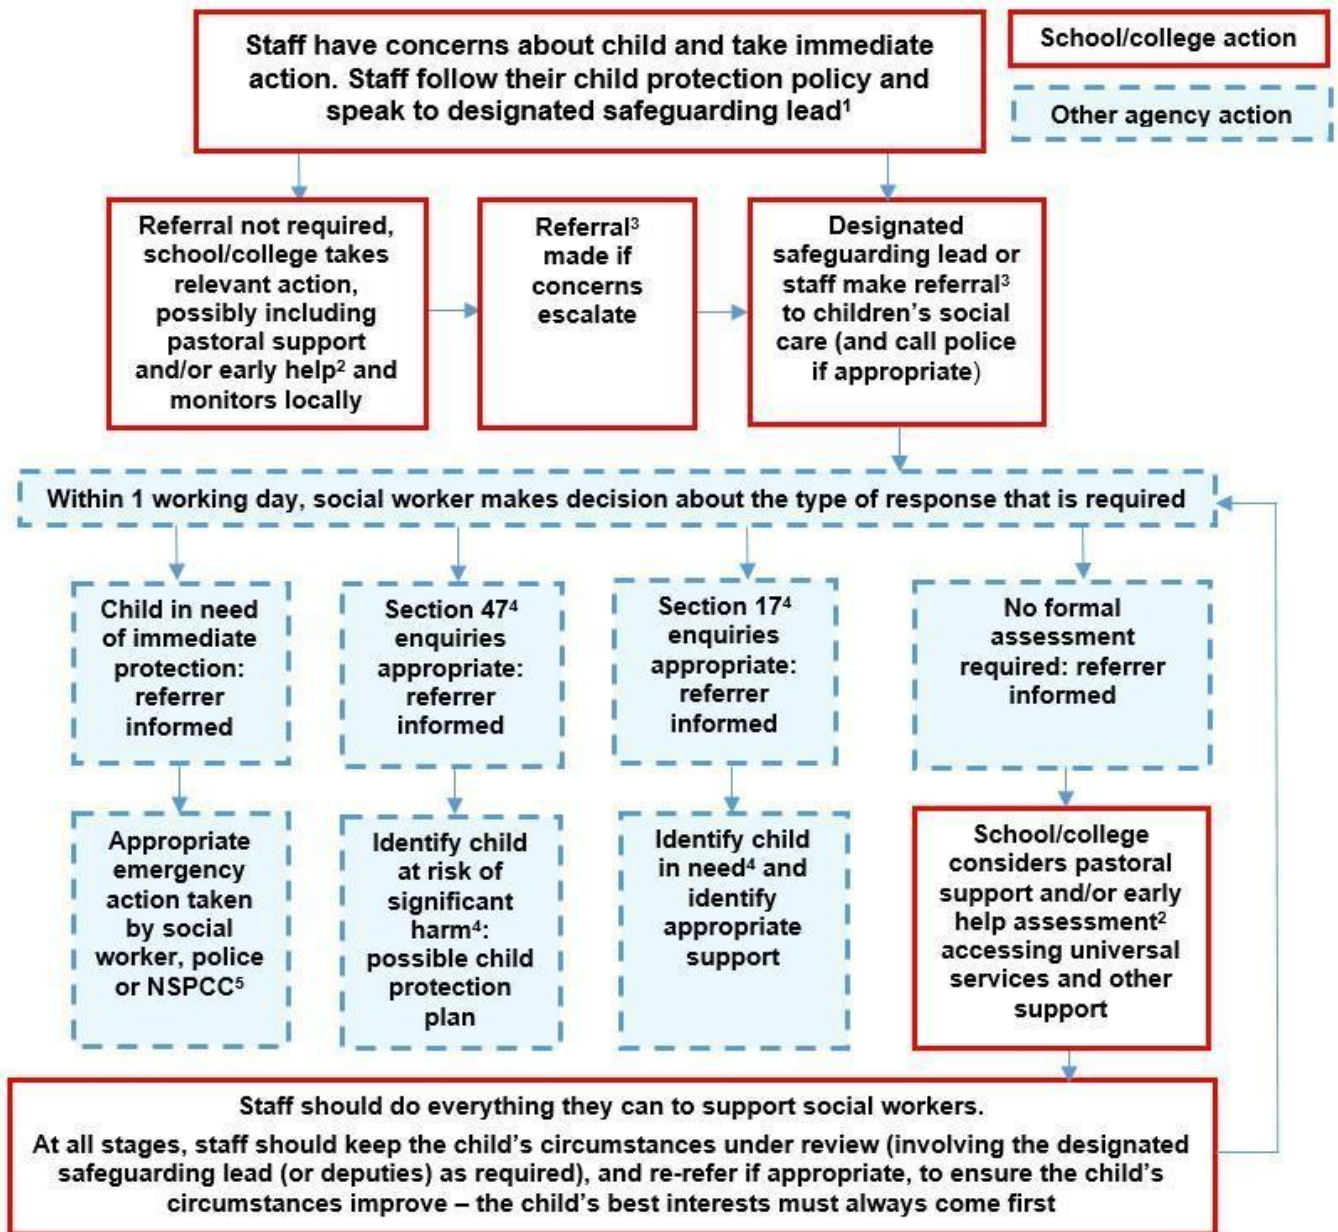 Staff have concerns about child and take immediate
action. Staff follow their child protection policy and
speak to designated safeguarding lead¹
School/college action
Other agency action
Referral not required,
school/college takes
relevant action,
possibly including
pastoral support
and/or early help² and
monitors locally
Referral³
made if
concerns
escalate
Designated
safeguarding lead or
staff make referral³
to children’s social
care (and call police
if appropriate)
Within 1 working day, social worker makes decision about the type of response that is required
Child in need
of immediate
protection:
referrer
informed
Section 47⁴
enquiries
appropriate:
referrer
informed
Section 17⁴
enquiries
appropriate:
referrer
informed
No formal
assessment
required: referrer
informed
Appropriate
emergency
action taken
by social
worker, police
or NSPCC⁵
Identify child
at risk of
significant
harm⁴:
possible child
protection
plan
Identify child
in need⁴ and
identify
appropriate
support
School/college
considers pastoral
support and/or early
help assessment²
accessing universal
services and other
support
Staff should do everything they can to support social workers.
At all stages, staff should keep the child’s circumstances under review (involving the designated
safeguarding lead (or deputies) as required), and re-refer if appropriate, to ensure the child’s
circumstances improve – the child’s best interests must always come first